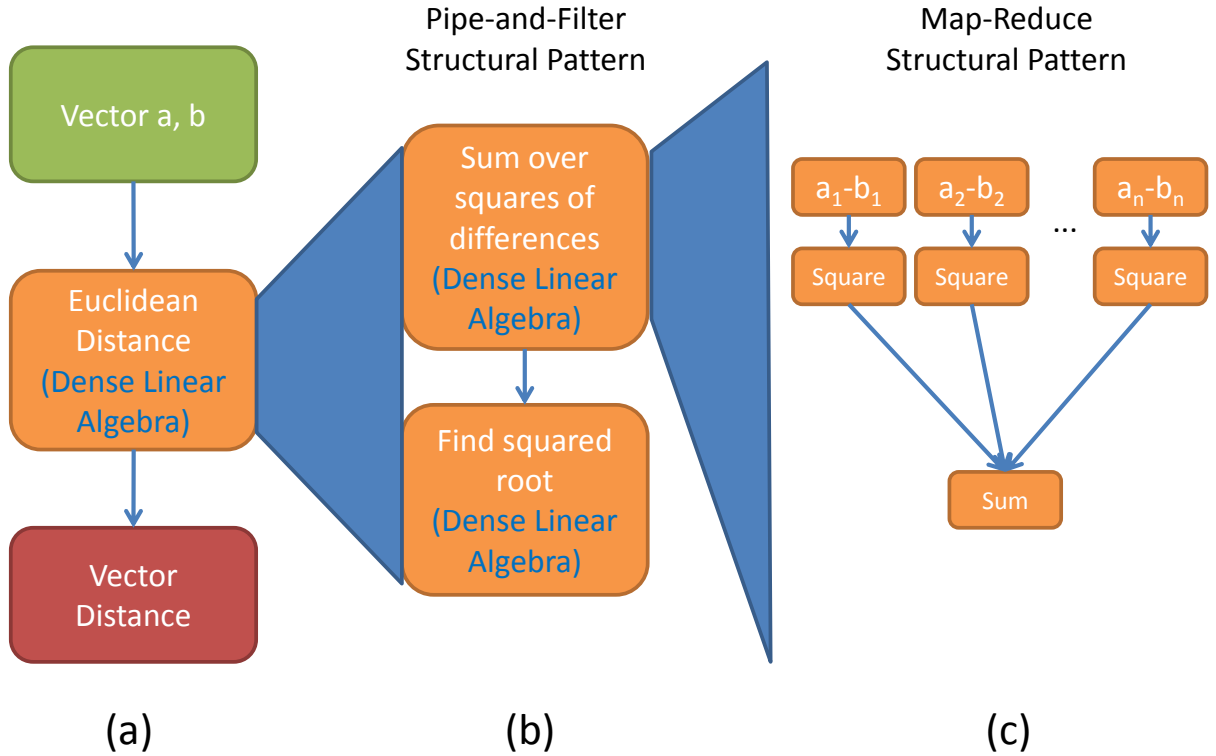 Pipe-and-Filter
Structural Pattern
Map-Reduce
Structural Pattern
Vector a, b
Euclidean
Distance
(Dense Linear
Algebra)
Vector
Distance
Sum over
squares of
differences
(Dense Linear
Algebra)
Find squared
root
(Dense Linear
Algebra)
a₁-b₁ a₂-b₂ ... aₙ-bₙ
Square Square Square
Sum
(a) (b) (c)